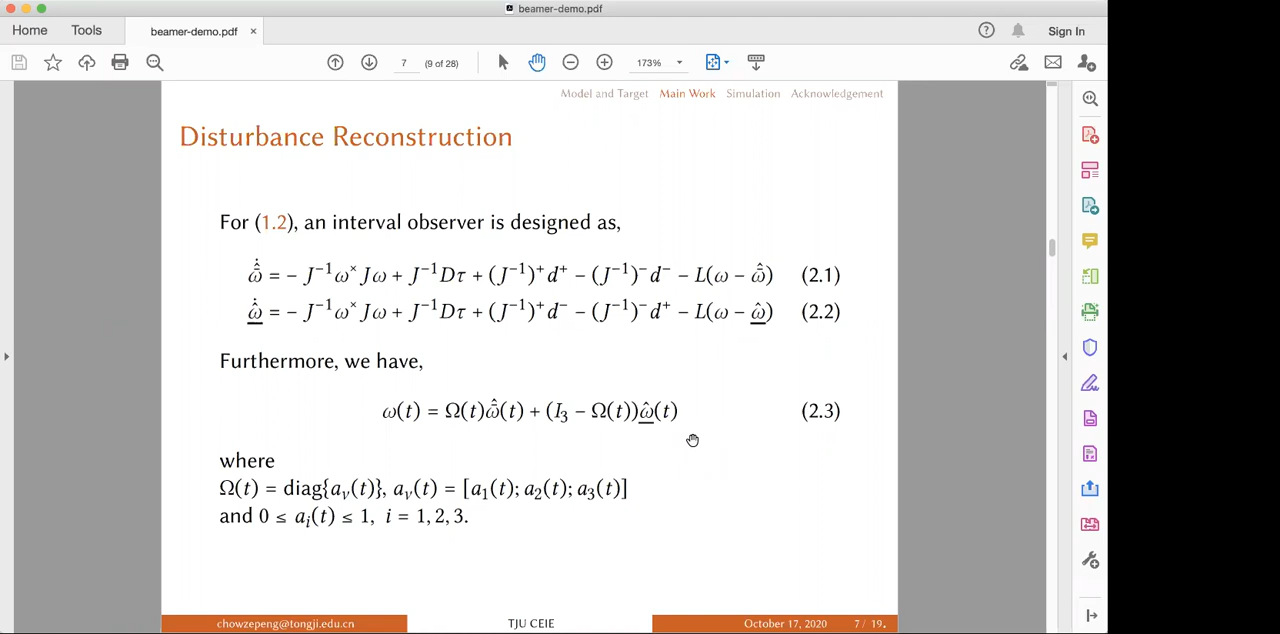 beamer-demo.pdf
Home Tools beamer-demo.pdf × Sign In
7 (9 of 28) 173%
Model and Target Main Work Simulation Acknowledgement
Disturbance Reconstruction
For (1.2), an interval observer is designed as,
ω̂̄̇ = − J⁻¹ω×Jω + J⁻¹Dτ + (J⁻¹)⁺d⁺ − (J⁻¹)⁻d⁻ − L(ω − ω̂̄) (2.1)
ω̲̂̇ = − J⁻¹ω×Jω + J⁻¹Dτ + (J⁻¹)⁺d⁻ − (J⁻¹)⁻d⁺ − L(ω − ω̲̂) (2.2)
Furthermore, we have,
ω(t) = Ω(t)ω̂̄(t) + (I₃ − Ω(t))ω̲̂(t) (2.3)
where
Ω(t) = diag{aᵥ(t)}, aᵥ(t) = [a₁(t); a₂(t); a₃(t)]
and 0 ≤ aᵢ(t) ≤ 1, i = 1, 2, 3.
chowzepeng@tongji.edu.cn TJU CEIE October 17, 2020 7 / 19.